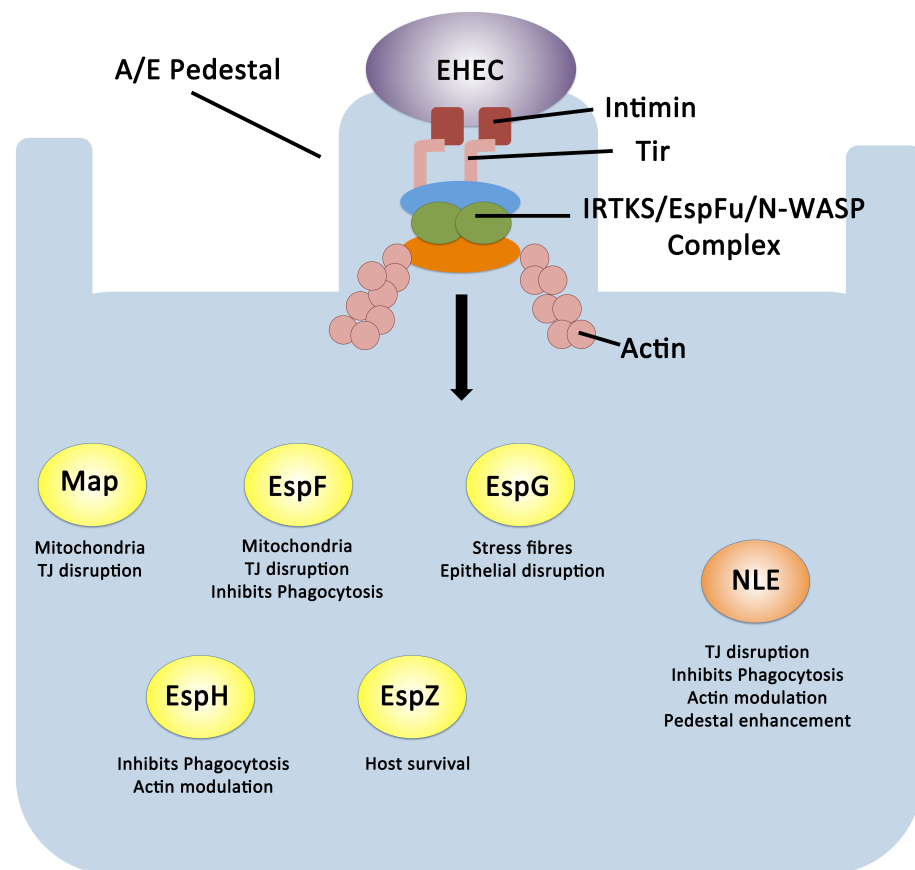 EHEC
A/E Pedestal
Intimin
Tir
IRTKS/EspFu/N-WASP
Complex
Actin
Map
Mitochondria
TJ disruption
EspF
Mitochondria
TJ disruption
Inhibits Phagocytosis
EspG
Stress fibres
Epithelial disruption
NLE
TJ disruption
Inhibits Phagocytosis
Actin modulation
Pedestal enhancement
EspH
Inhibits Phagocytosis
Actin modulation
EspZ
Host survival